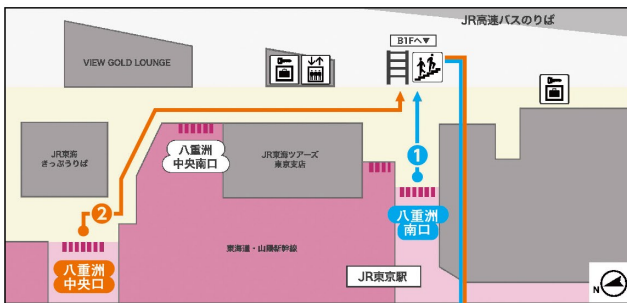 JR高速バスのりば
B1Fへ▼
VIEW GOLD LOUNGE
JR東海
きっぷうりば
八重洲
中央南口
JR東海ツアーズ
東京支店
1
2
八重洲
南口
八重洲
中央口
東海道・山陽新幹線
JR東京駅
N